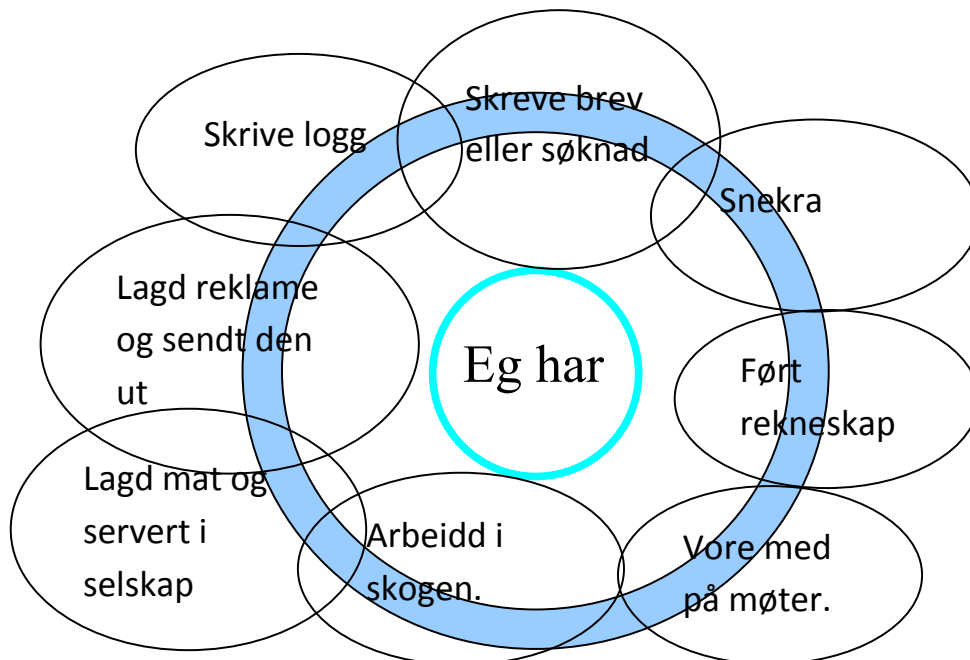 Skreve brev
eller søknad
Skrive logg
Snekra
Lagd reklame
og sendt den
ut
Eg har
Ført
rekneskap
Lagd mat og
servert i
selskap
Arbeidd i
skogen.
Vore med
på møter.